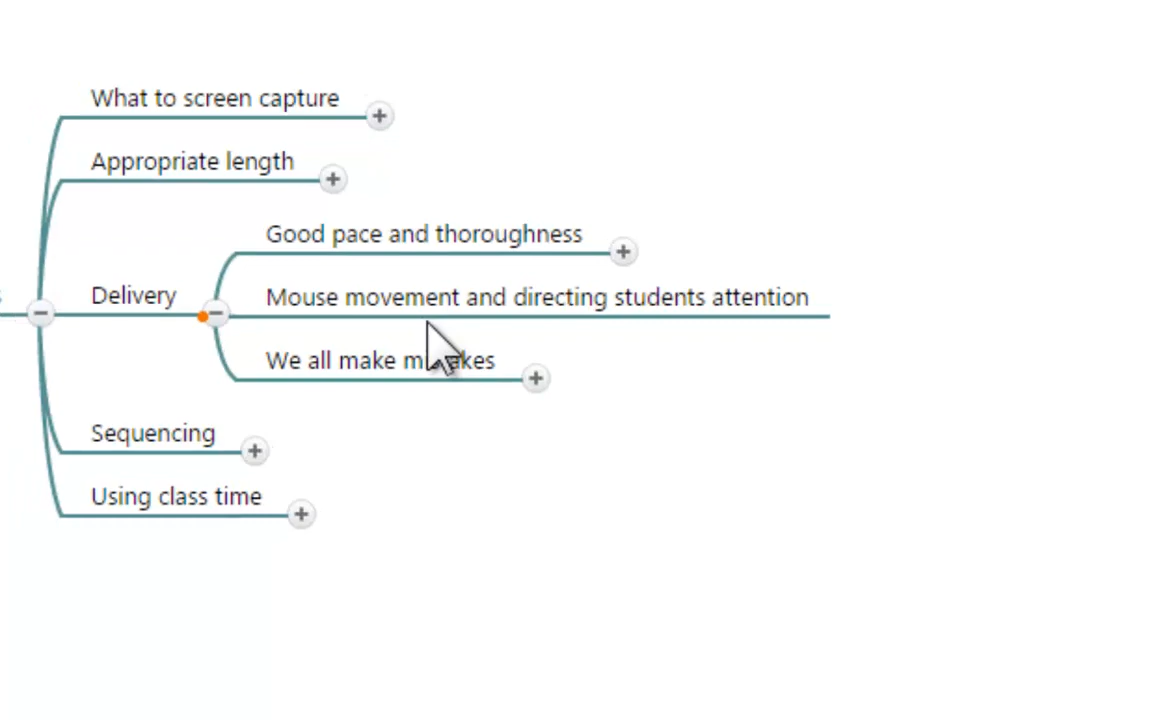 What to screen capture
Appropriate length
Good pace and thoroughness
Delivery
Mouse movement and directing students attention
We all make
Sequencing
Using class time